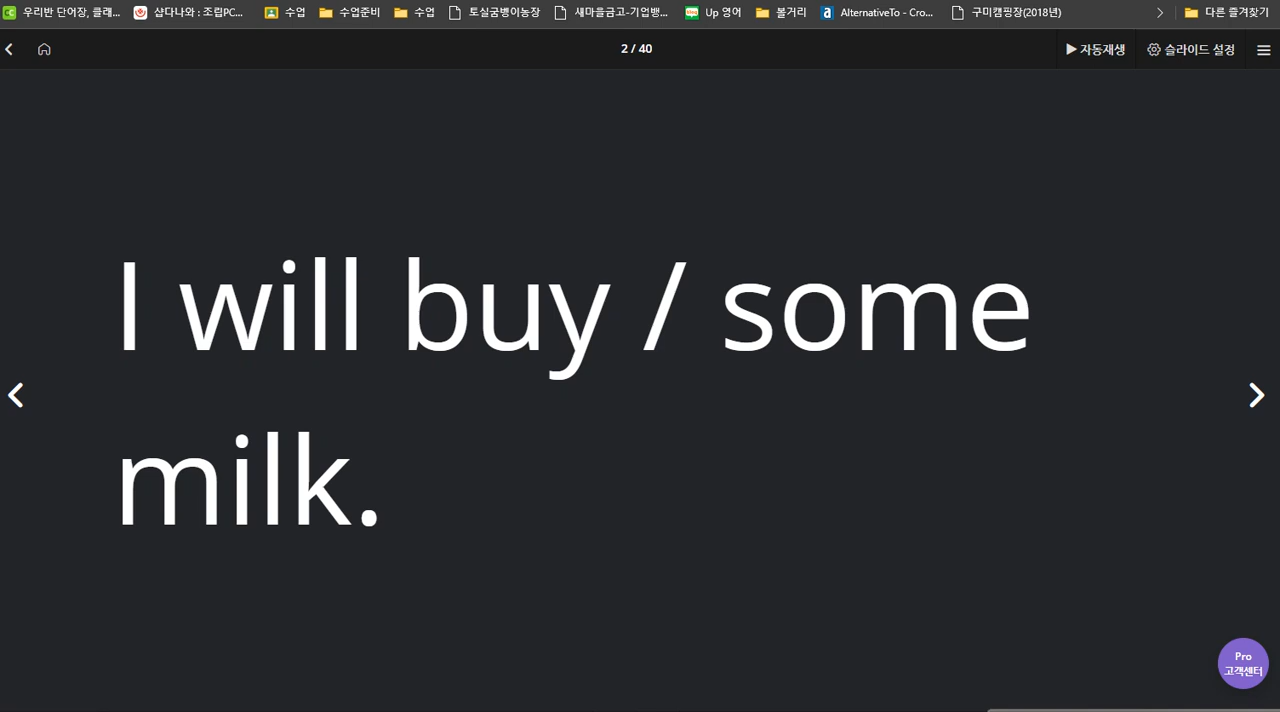 우리반 단어장, 클래... 샵다나와 : 조립PC... 수업 수업준비 수업 토실굼벵이농장 새마을금고-기업뱅... Up 영어 볼거리 AlternativeTo - Cro... 구미캠핑장(2018년) 다른 즐겨찾기
2 / 40 자동재생 슬라이드 설정
I will buy / some
milk.
Pro
고객센터